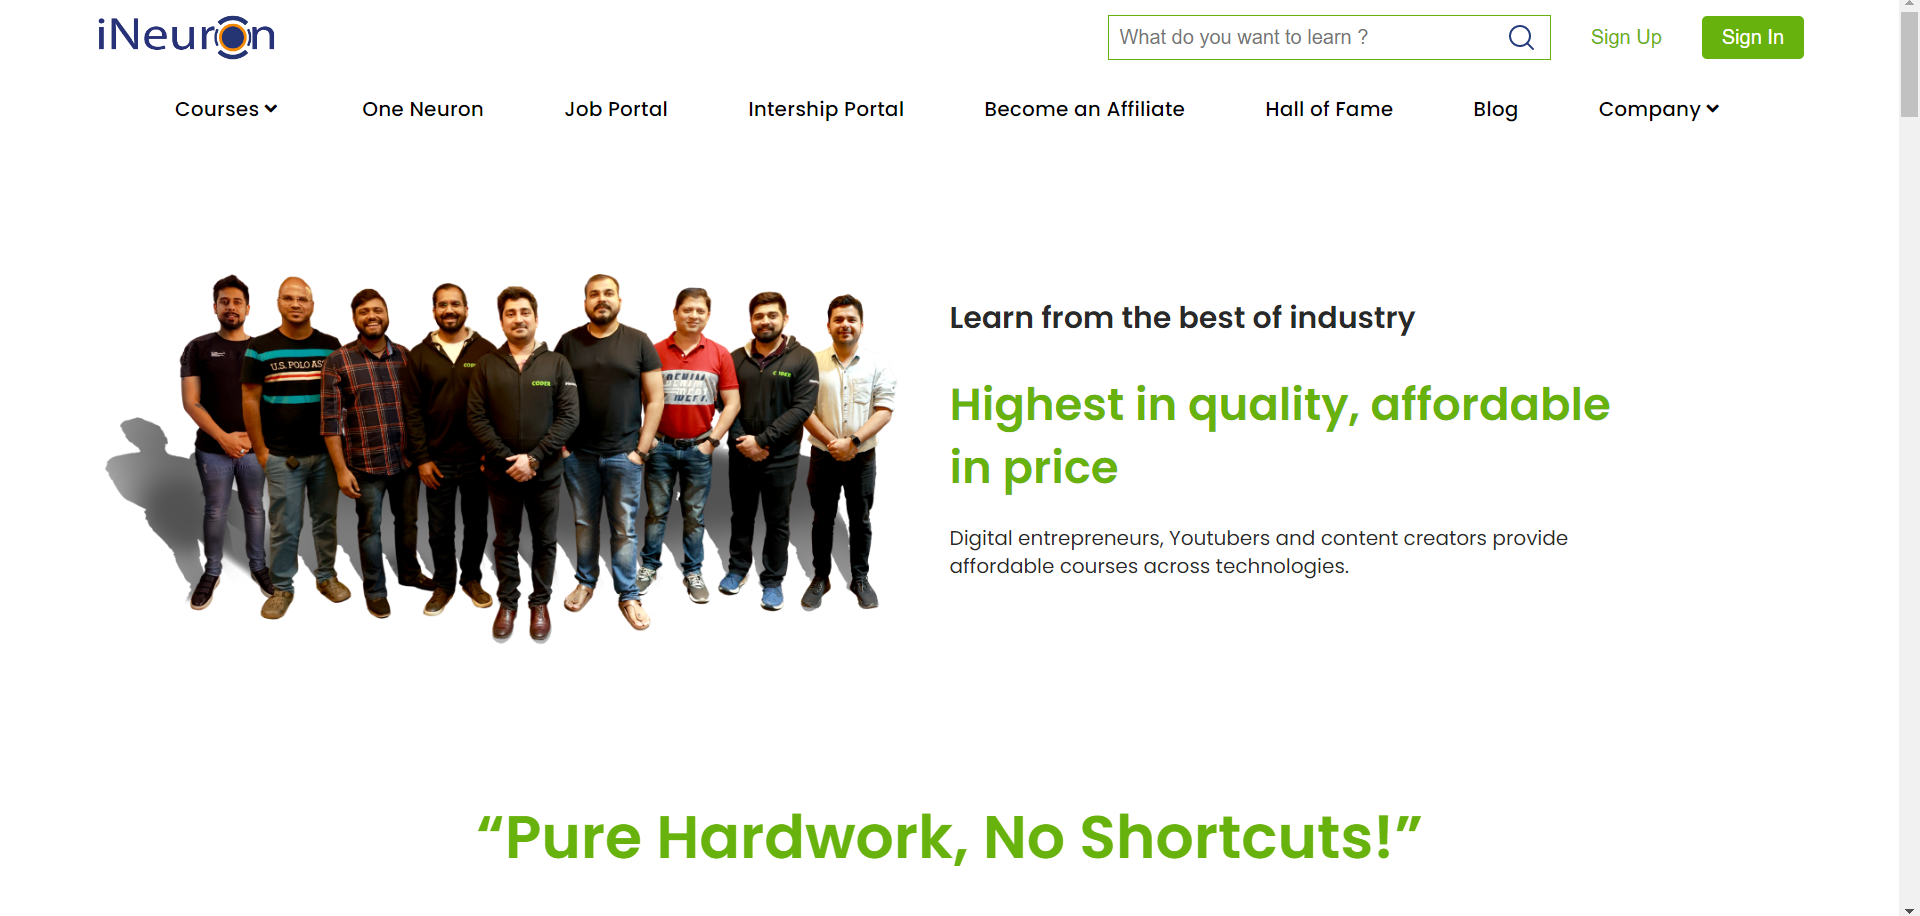 iNeuron
What do you want to learn ?
Sign Up
Sign In
Courses
One Neuron
Job Portal
Intership Portal
Become an Affiliate
Hall of Fame
Blog
Company
U.S. POLO ASS
CODER
Learn from the best of industry
Highest in quality, affordable
in price
Digital entrepreneurs, Youtubers and content creators provide
affordable courses across technologies.
“Pure Hardwork, No Shortcuts!”